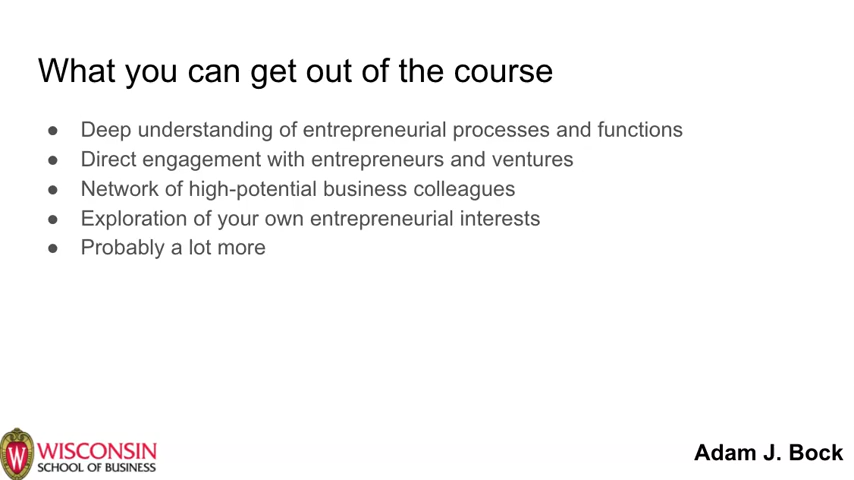 What you can get out of the course
● Deep understanding of entrepreneurial processes and functions
● Direct engagement with entrepreneurs and ventures
● Network of high-potential business colleagues
● Exploration of your own entrepreneurial interests
● Probably a lot more
W
WISCONSIN
SCHOOL OF BUSINESS
Adam J. Bock